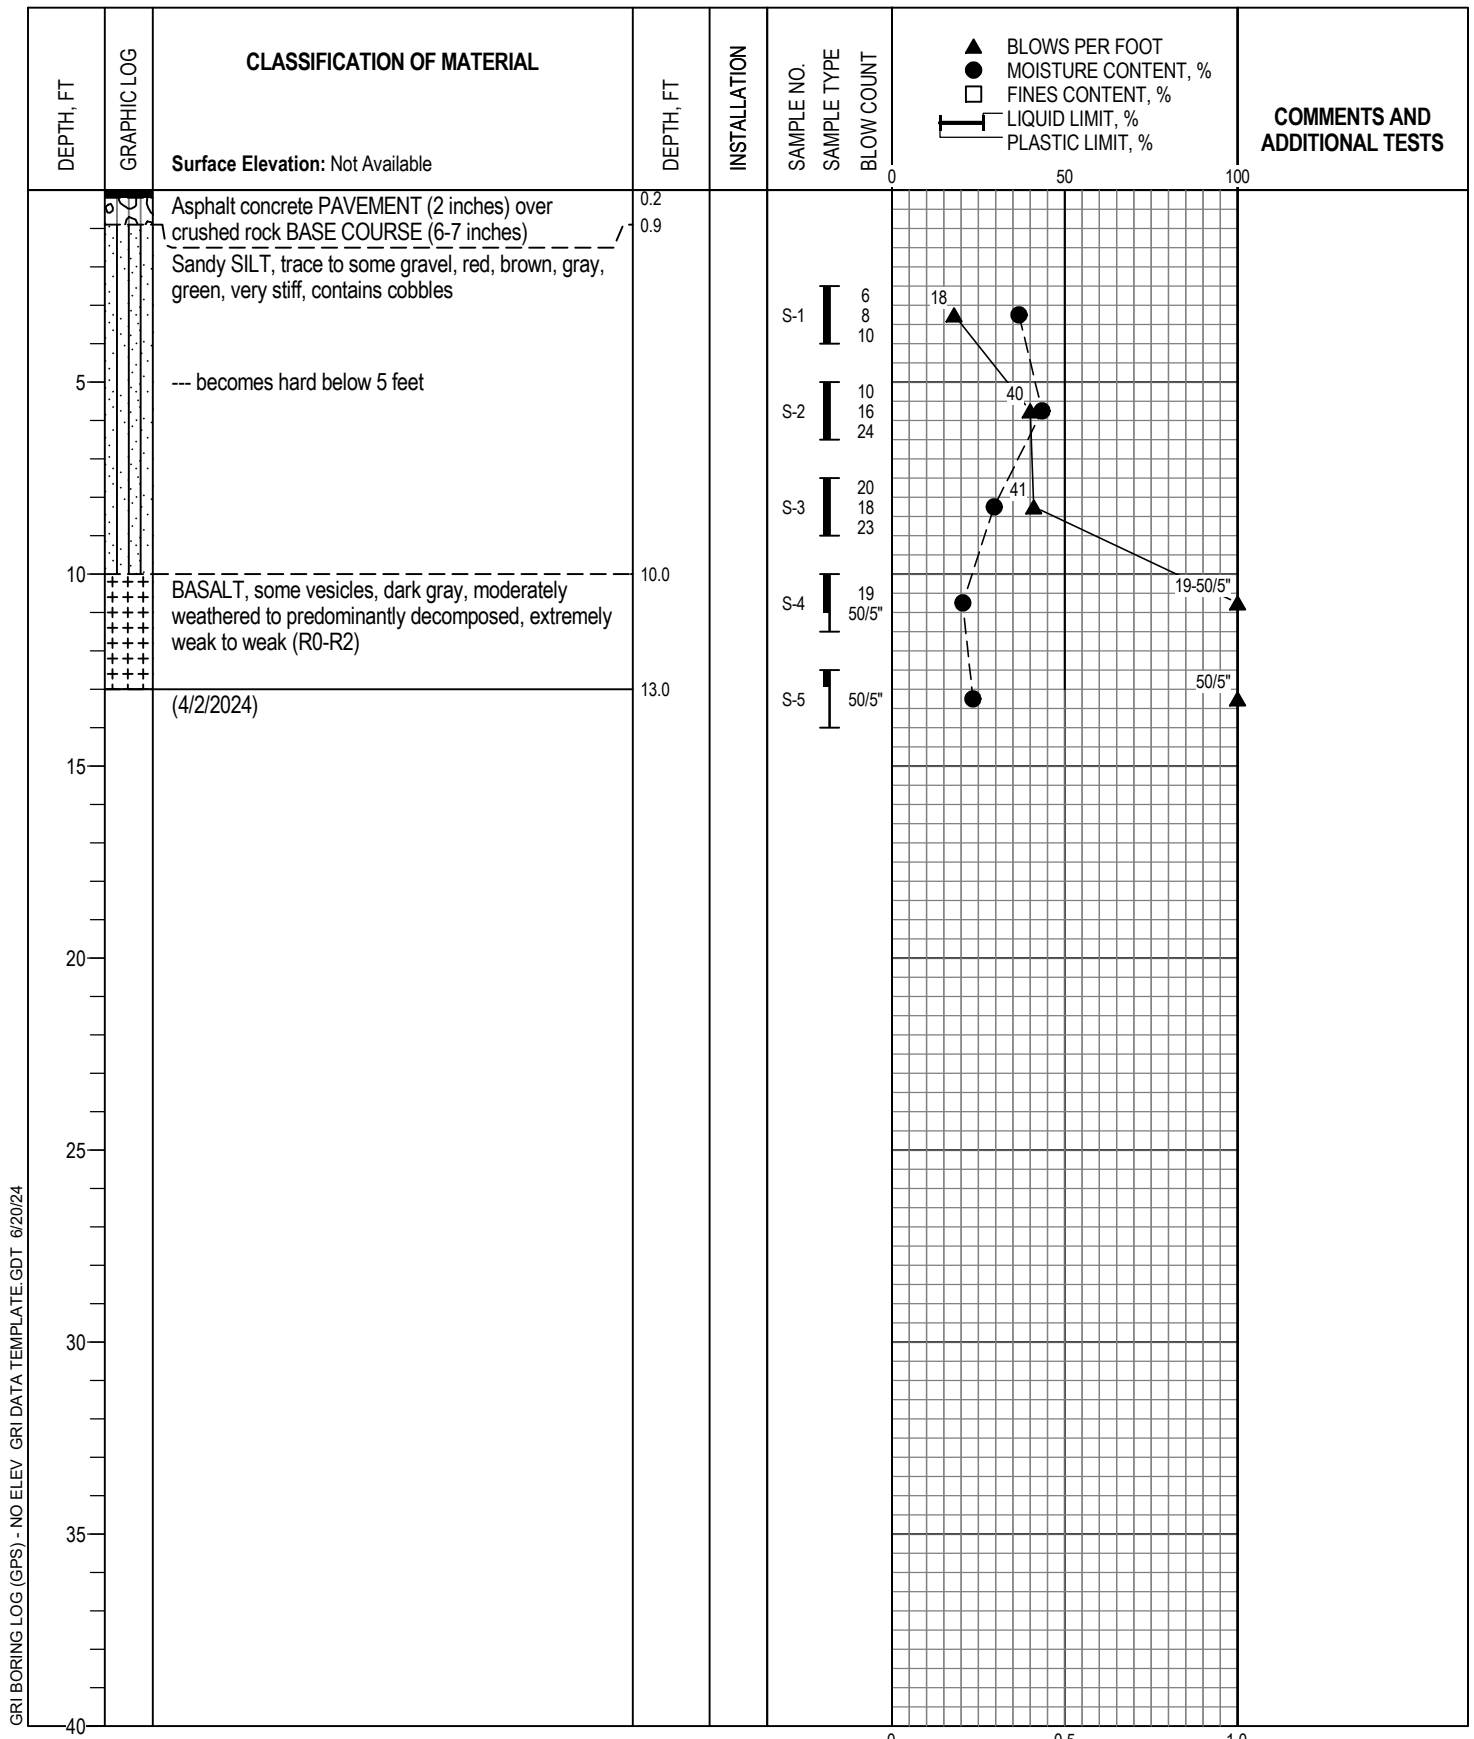 DEPTH, FT
GRAPHIC LOG
CLASSIFICATION OF MATERIAL
Surface Elevation: Not Available
DEPTH, FT
INSTALLATION
SAMPLE NO.
SAMPLE TYPE
BLOW COUNT
BLOWS PER FOOT
MOISTURE CONTENT, %
FINES CONTENT, %
LIQUID LIMIT, %
PLASTIC LIMIT, %
0 50 100
COMMENTS AND
ADDITIONAL TESTS
Asphalt concrete PAVEMENT (2 inches) over
crushed rock BASE COURSE (6-7 inches)
0.2
0.9
Sandy SILT, trace to some gravel, red, brown, gray,
green, very stiff, contains cobbles
S-1
6
8
10
18
5
--- becomes hard below 5 feet
S-2
10
16
24
40
S-3
20
18
23
41
10
BASALT, some vesicles, dark gray, moderately
weathered to predominantly decomposed, extremely
weak to weak (R0-R2)
10.0
S-4
19
50/5"
19-50/5"
13.0
(4/2/2024)
S-5
50/5"
50/5"
15
20
25
30
35
40
0 0.5 1.0
GRI BORING LOG (GPS) - NO ELEV GRI DATA TEMPLATE.GDT 6/20/24